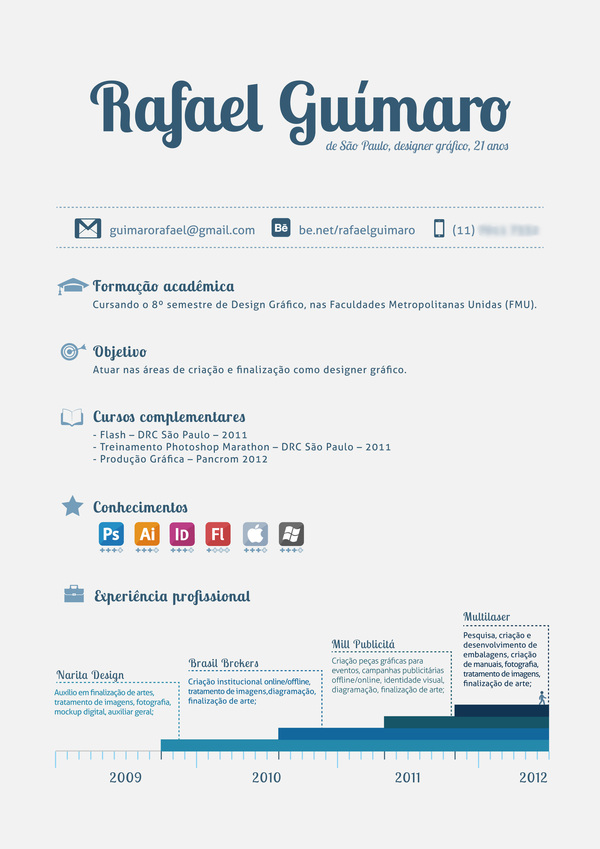 Rafael Guímaro
de São Paulo, designer gráfico, 21 anos
guimarorafael@gmail.com
Bē
be.net/rafaelguimaro
(11)
Formação acadêmica
Cursando o 8º semestre de Design Gráfico, nas Faculdades Metropolitanas Unidas (FMU).
Objetivo
Atuar nas áreas de criação e finalização como designer gráfico.
Cursos complementares
- Flash – DRC São Paulo – 2011
- Treinamento Photoshop Marathon – DRC São Paulo – 2011
- Produção Gráfica – Pancrom 2012
Conhecimentos
Ps Ai ID Fl
Experiência profissional
Narita Design
Auxílio em finalização de artes,
tratamento de imagens, fotografia,
mockup digital, auxiliar geral;
Brasil Brokers
Criação institucional online/offline,
tratamento de imagens,diagramação,
finalização de arte;
Mill Publicitá
Criação peças gráficas para
eventos, campanhas publicitárias
offline/online, identidade visual,
diagramação, finalização de arte;
Multilaser
Pesquisa, criação e
desenvolvimento de
embalagens, criação
de manuais, fotografia,
tratamento de imagens,
finalização de arte;
2009 2010 2011 2012